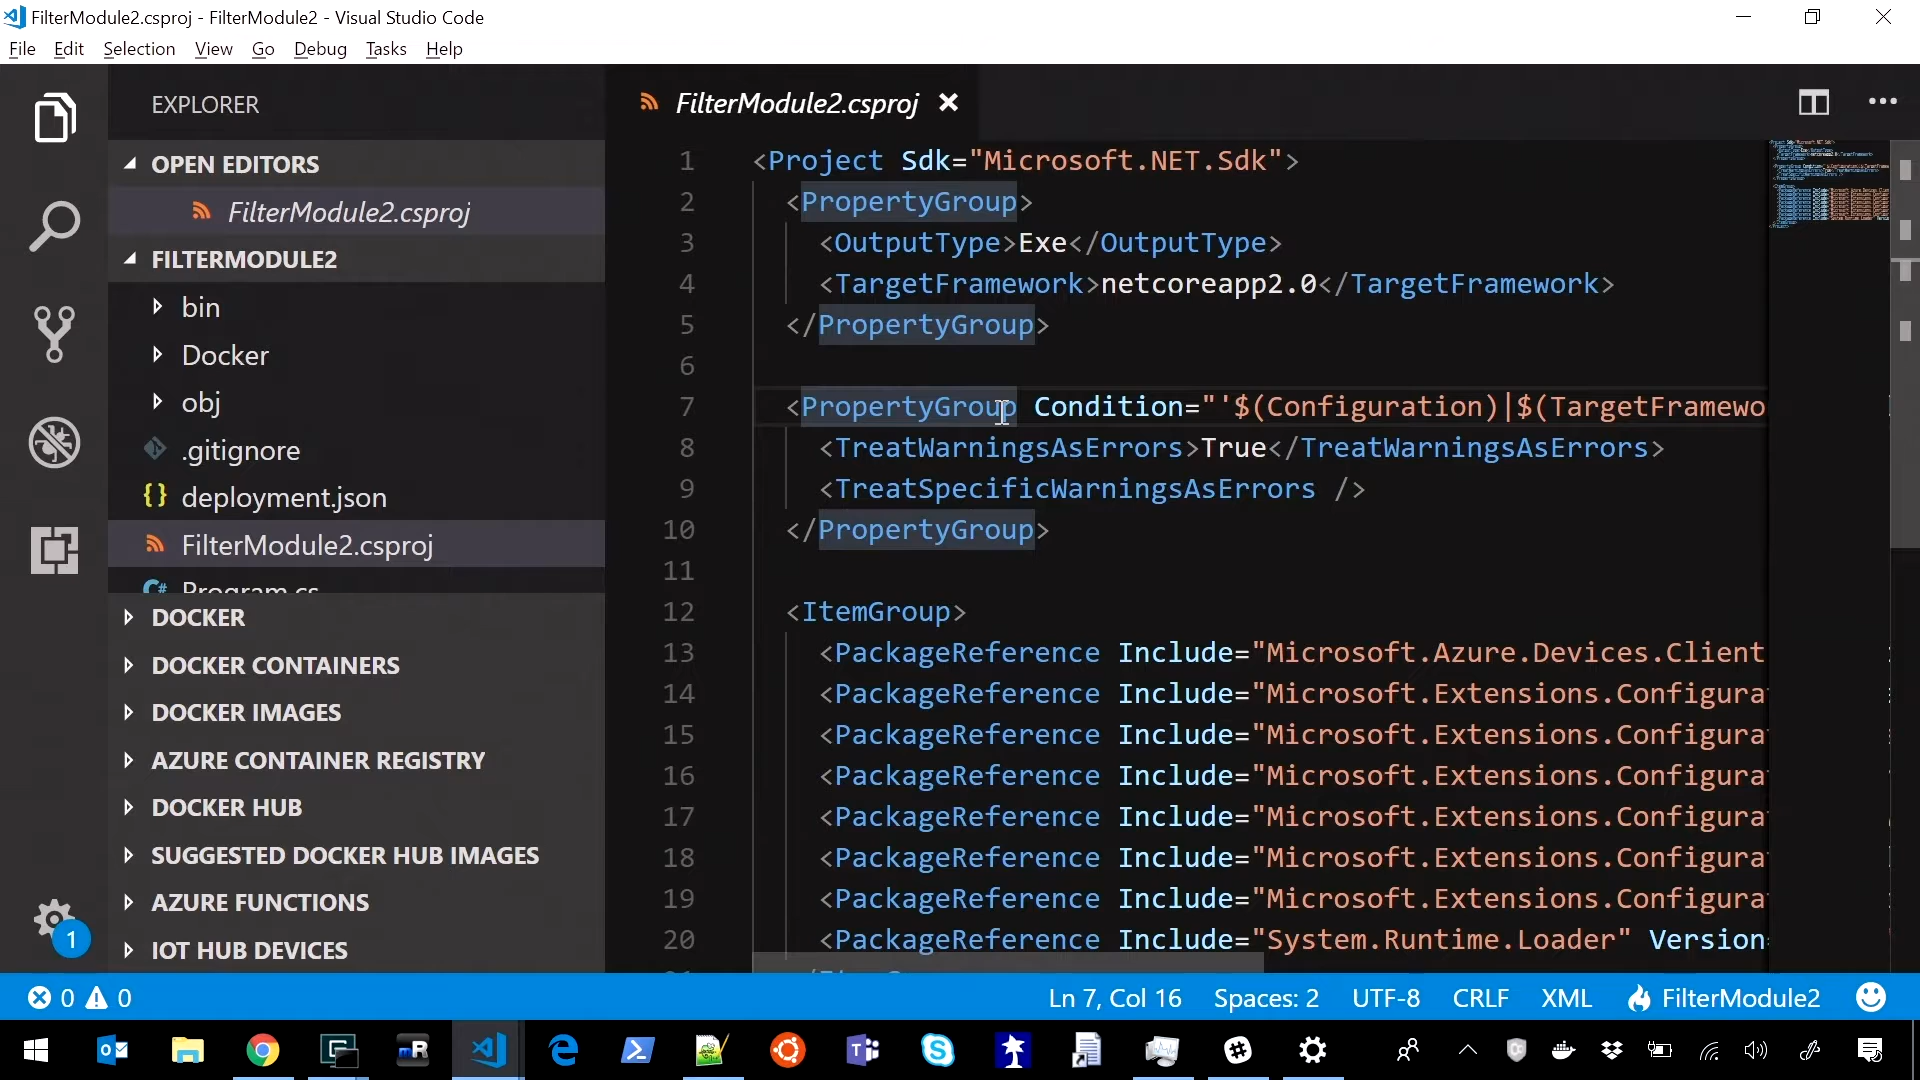 FilterModule2.csproj - FilterModule2 - Visual Studio Code
File Edit Selection View Go Debug Tasks Help
EXPLORER
OPEN EDITORS
FilterModule2.csproj
FILTERMODULE2
bin
Docker
obj
.gitignore
deployment.json
FilterModule2.csproj
Program.cs
DOCKER
DOCKER CONTAINERS
DOCKER IMAGES
AZURE CONTAINER REGISTRY
DOCKER HUB
SUGGESTED DOCKER HUB IMAGES
AZURE FUNCTIONS
IOT HUB DEVICES
1
FilterModule2.csproj
1 <Project Sdk="Microsoft.NET.Sdk">
2 <PropertyGroup>
3 <OutputType>Exe</OutputType>
4 <TargetFramework>netcoreapp2.0</TargetFramework>
5 </PropertyGroup>
6
7 <PropertyGroup Condition="'$(Configuration)|$(TargetFramewo
8 <TreatWarningsAsErrors>True</TreatWarningsAsErrors>
9 <TreatSpecificWarningsAsErrors />
10 </PropertyGroup>
11
12 <ItemGroup>
13 <PackageReference Include="Microsoft.Azure.Devices.Client
14 <PackageReference Include="Microsoft.Extensions.Configura
15 <PackageReference Include="Microsoft.Extensions.Configura
16 <PackageReference Include="Microsoft.Extensions.Configura
17 <PackageReference Include="Microsoft.Extensions.Configura
18 <PackageReference Include="Microsoft.Extensions.Configura
19 <PackageReference Include="Microsoft.Extensions.Configura
20 <PackageReference Include="System.Runtime.Loader" Version=
0 0 Ln 7, Col 16 Spaces: 2 UTF-8 CRLF XML FilterModule2